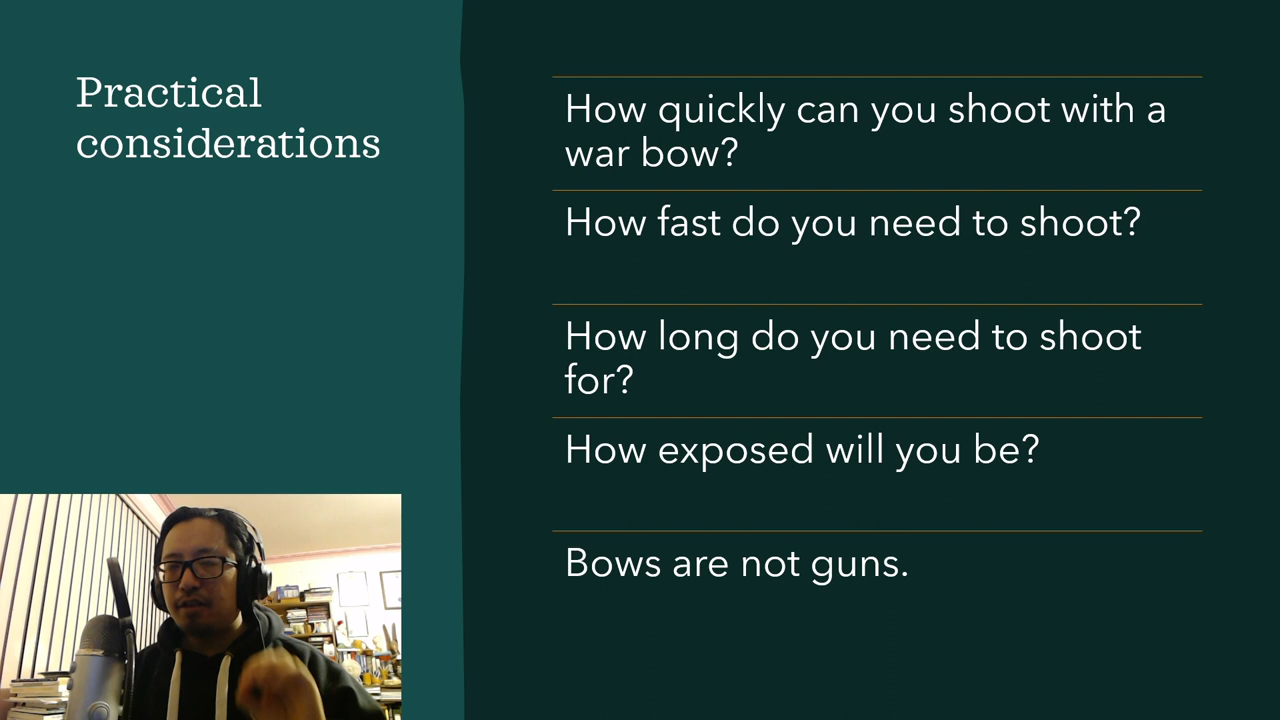 Practical
considerations
How quickly can you shoot with a
war bow?
How fast do you need to shoot?
How long do you need to shoot
for?
How exposed will you be?
Bows are not guns.